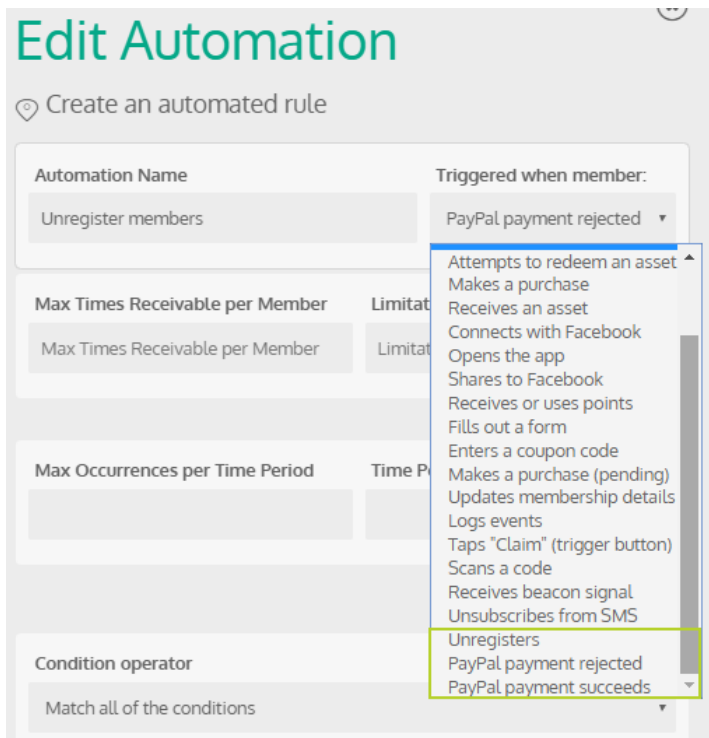 Edit Automation
Create an automated rule
Automation Name
Triggered when member:
Unregister members
PayPal payment rejected
Attempts to redeem an asset
Makes a purchase
Max Times Receivable per Member
Limitat
Receives an asset
Connects with Facebook
Max Times Receivable per Member
Limitat
Opens the app
Shares to Facebook
Receives or uses points
Fills out a form
Enters a coupon code
Max Occurrences per Time Period
Time P
Makes a purchase (pending)
Updates membership details
Logs events
Taps "Claim" (trigger button)
Scans a code
Receives beacon signal
Unsubscribes from SMS
Unregisters
Condition operator
PayPal payment rejected
PayPal payment succeeds
Match all of the conditions